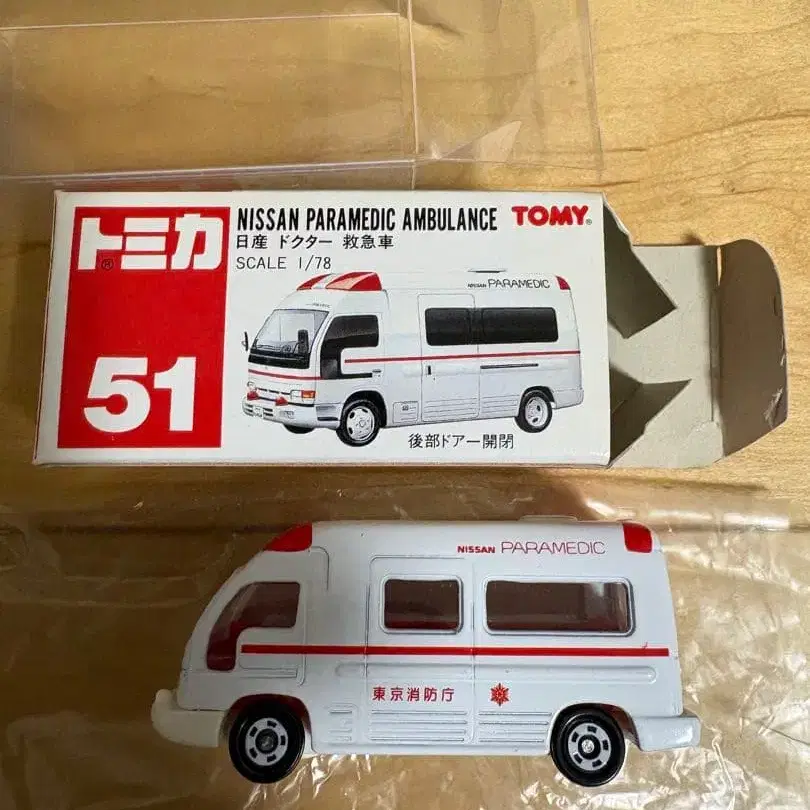 トミカ®
51
NISSAN PARAMEDIC AMBULANCE
TOMY®
日産 ドクター 救急車
SCALE 1/78
NISSAN PARAMEDIC
後部ドアー開閉
NISSAN PARAMEDIC
東京消防庁